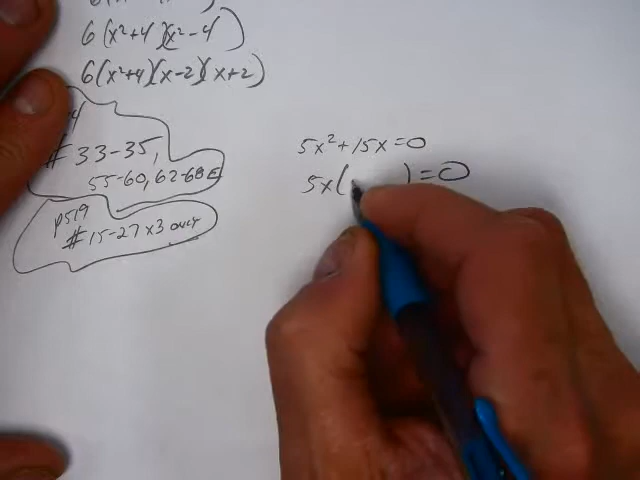 6(x²+4)(x²-4)
6(x²+4)(x-2)(x+2)
# 33-35,
55-60, 62-68E
p519
# 15-27 x3 only
5x²+15x=0
5x( )=0